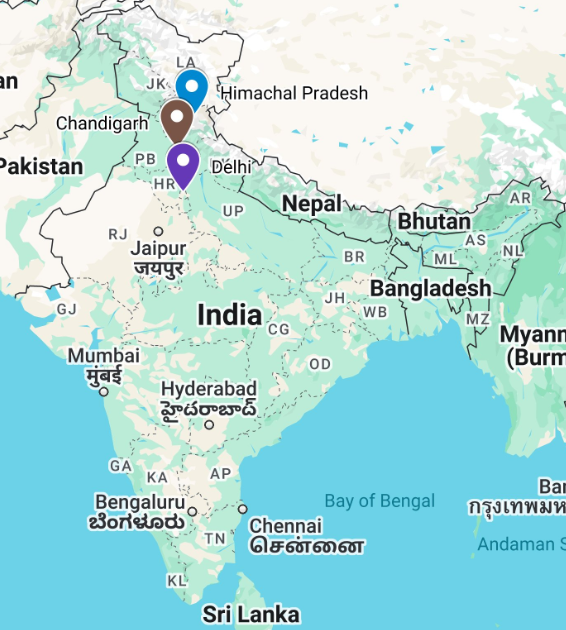 LA
JK
Himachal Pradesh
Chandigarh
an
PB
Delhi
Pakistan
HR
Nepal
AR
UP
Bhutan
RJ
AS
NL
Jaipur
जयपुर
BR
ML
Bangladesh
JH
GJ
India
WB
MZ
CG
Myanm
(Burm
Mumbai
मुंबई
OD
Hyderabad
హైదరాబాద్
GA
KA
AP
Bay of Bengal
Ban
กรุงเทพมห
Bengaluru
ಬೆಂಗಳೂರು
Chennai
சென்னை
TN
Andaman S
KL
Sri Lanka